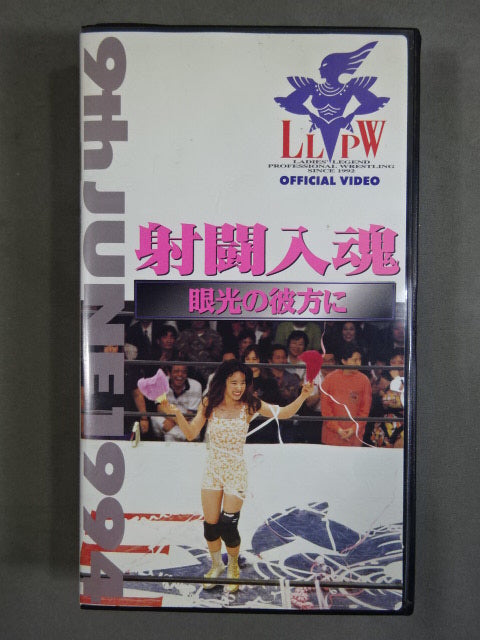 9th JUNE 1994
LLPW
LADIES' LEGEND
PROFESSIONAL WRESTLING
SINCE 1992
OFFICIAL VIDEO
射闘入魂
眼光の彼方に